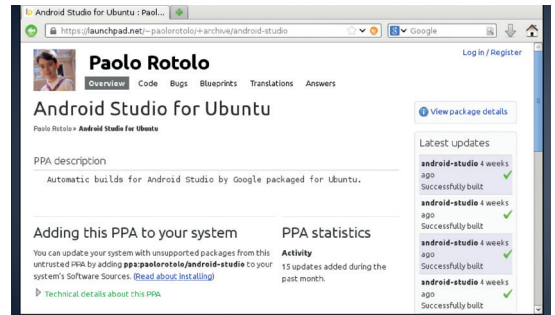 Android Studio for Ubuntu : Paol...
https://launchpad.net/~paolorotolo/+archive/android-studio
Google
Log in / Register
Paolo Rotolo
Overview Code Bugs Blueprints Translations Answers
Android Studio for Ubuntu
Paolo Rotolo » Android Studio for Ubuntu
PPA description
Automatic builds for Android Studio by Google packaged for Ubuntu.
Adding this PPA to your system
You can update your system with unsupported packages from this
untrusted PPA by adding ppa:paolorotolo/android-studio to your
system's Software Sources. (Read about installing)
Technical details about this PPA
PPA statistics
Activity
15 updates added during the
past month.
View package details
Latest updates
android-studio 4 weeks
ago
Successfully built
android-studio 4 weeks
ago
Successfully built
android-studio 4 weeks
ago
Successfully built
android-studio 4 weeks
ago
Successfully built